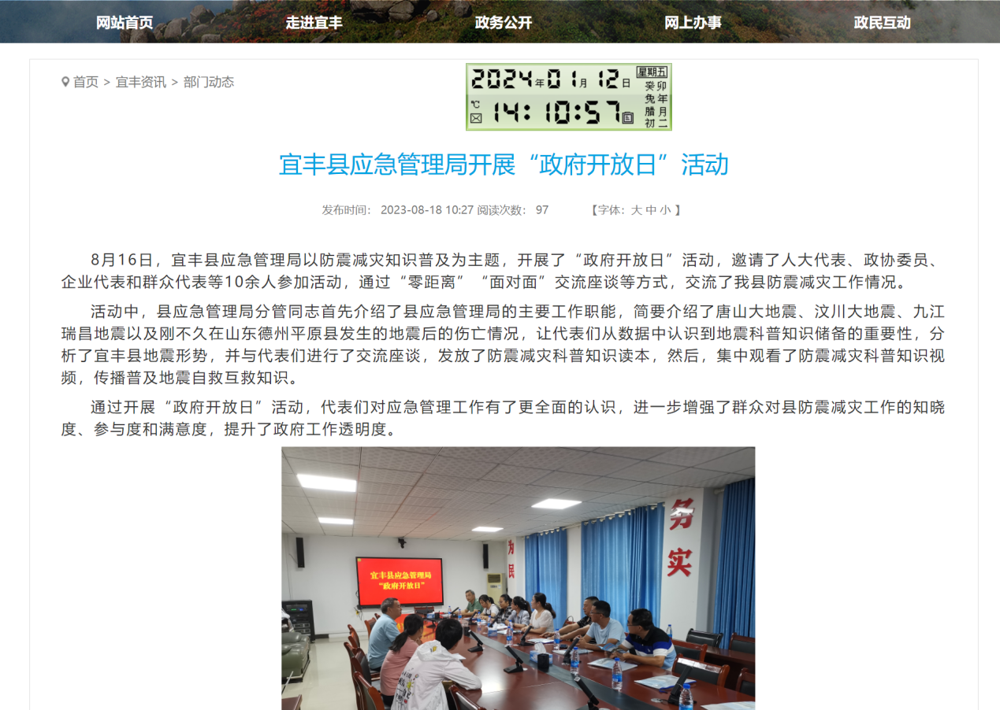 网站首页 走进宜丰 政务公开 网上办事 政民互动
首页 > 宜丰资讯 > 部门动态
2024年01月12日 星期五
14:10:57
℃
癸卯
兔年
腊月
初二
宜丰县应急管理局开展“政府开放日”活动
发布时间: 2023-08-18 10:27 阅读次数: 97 【字体: 大 中 小 】
8月16日，宜丰县应急管理局以防震减灾知识普及为主题，开展了“政府开放日”活动，邀请了人大代表、政协委员、
企业代表和群众代表等10余人参加活动，通过“零距离”“面对面”交流座谈等方式，交流了我县防震减灾工作情况。
活动中，县应急管理局分管同志首先介绍了县应急管理局的主要工作职能，简要介绍了唐山大地震、汶川大地震、九江
瑞昌地震以及刚不久在山东德州平原县发生的地震后的伤亡情况，让代表们从数据中认识到地震科普知识储备的重要性，分
析了宜丰县地震形势，并与代表们进行了交流座谈，发放了防震减灾科普知识读本，然后，集中观看了防震减灾科普知识视
频，传播普及地震自救互救知识。
通过开展“政府开放日”活动，代表们对应急管理工作有了更全面的认识，进一步增强了群众对县防震减灾工作的知晓
度、参与度和满意度，提升了政府工作透明度。
宜丰县应急管理局
“政府开放日”
为民
务实